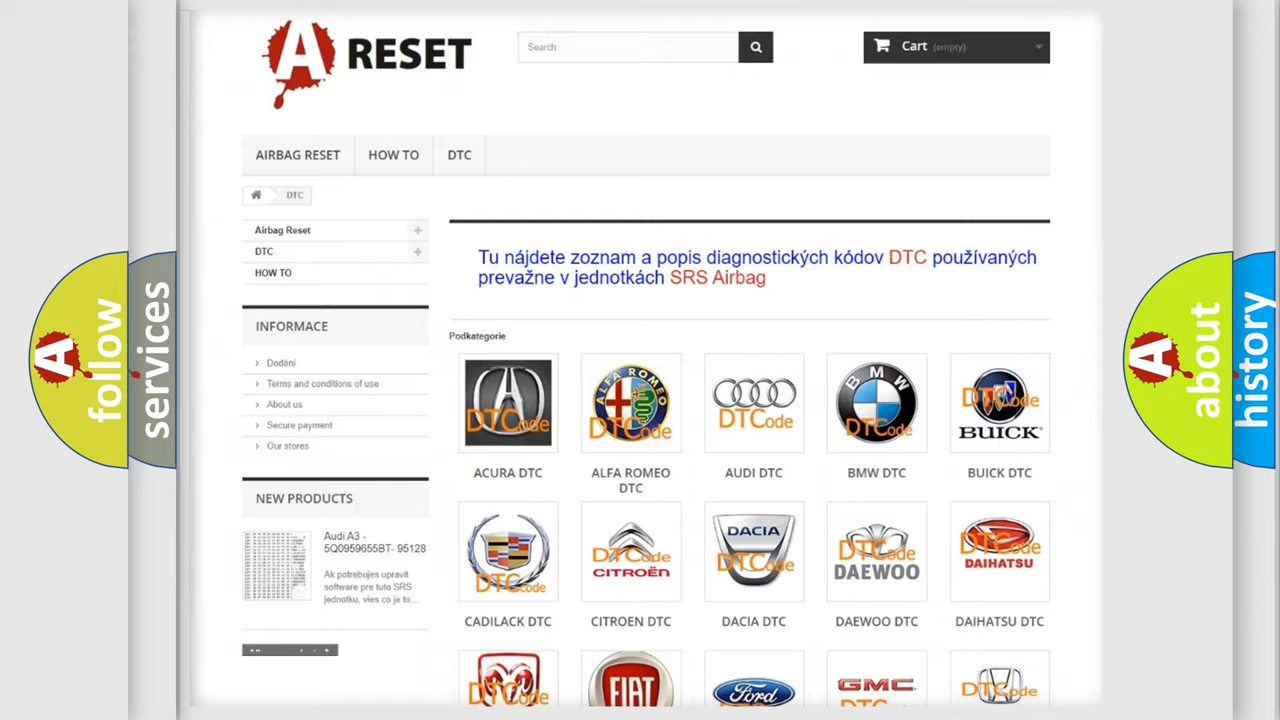 A RESET
Search
Cart (empty)
AIRBAG RESET
HOW TO
DTC
DTC
Airbag Reset
DTC
HOW TO
INFORMACE
Dodání
Terms and conditions of use
About us
Secure payment
Our stores
NEW PRODUCTS
Audi A3 -
5Q0959655BT- 95128
Ak potrebujes upravit
software pre tuto SRS
jednotku, vies co je to...
Tu nájdete zoznam a popis diagnostických kódov DTC používaných
prevažne v jednotkách SRS Airbag
Podkategorie
DTCode
ALFA ROMEO
DTCode
DTCode
BMW
DTCode
DTCode
BUICK
ACURA DTC
ALFA ROMEO
DTC
AUDI DTC
BMW DTC
BUICK DTC
DTCode
DTCode
CITROËN
DACIA
DTCode
DTCode
DAEWOO
DTCode
DAIHATSU
CADILACK DTC
CITROEN DTC
DACIA DTC
DAEWOO DTC
DAIHATSU DTC
DTCode
FIAT
Ford
GMC
DTCode
A follow
services
A about
history